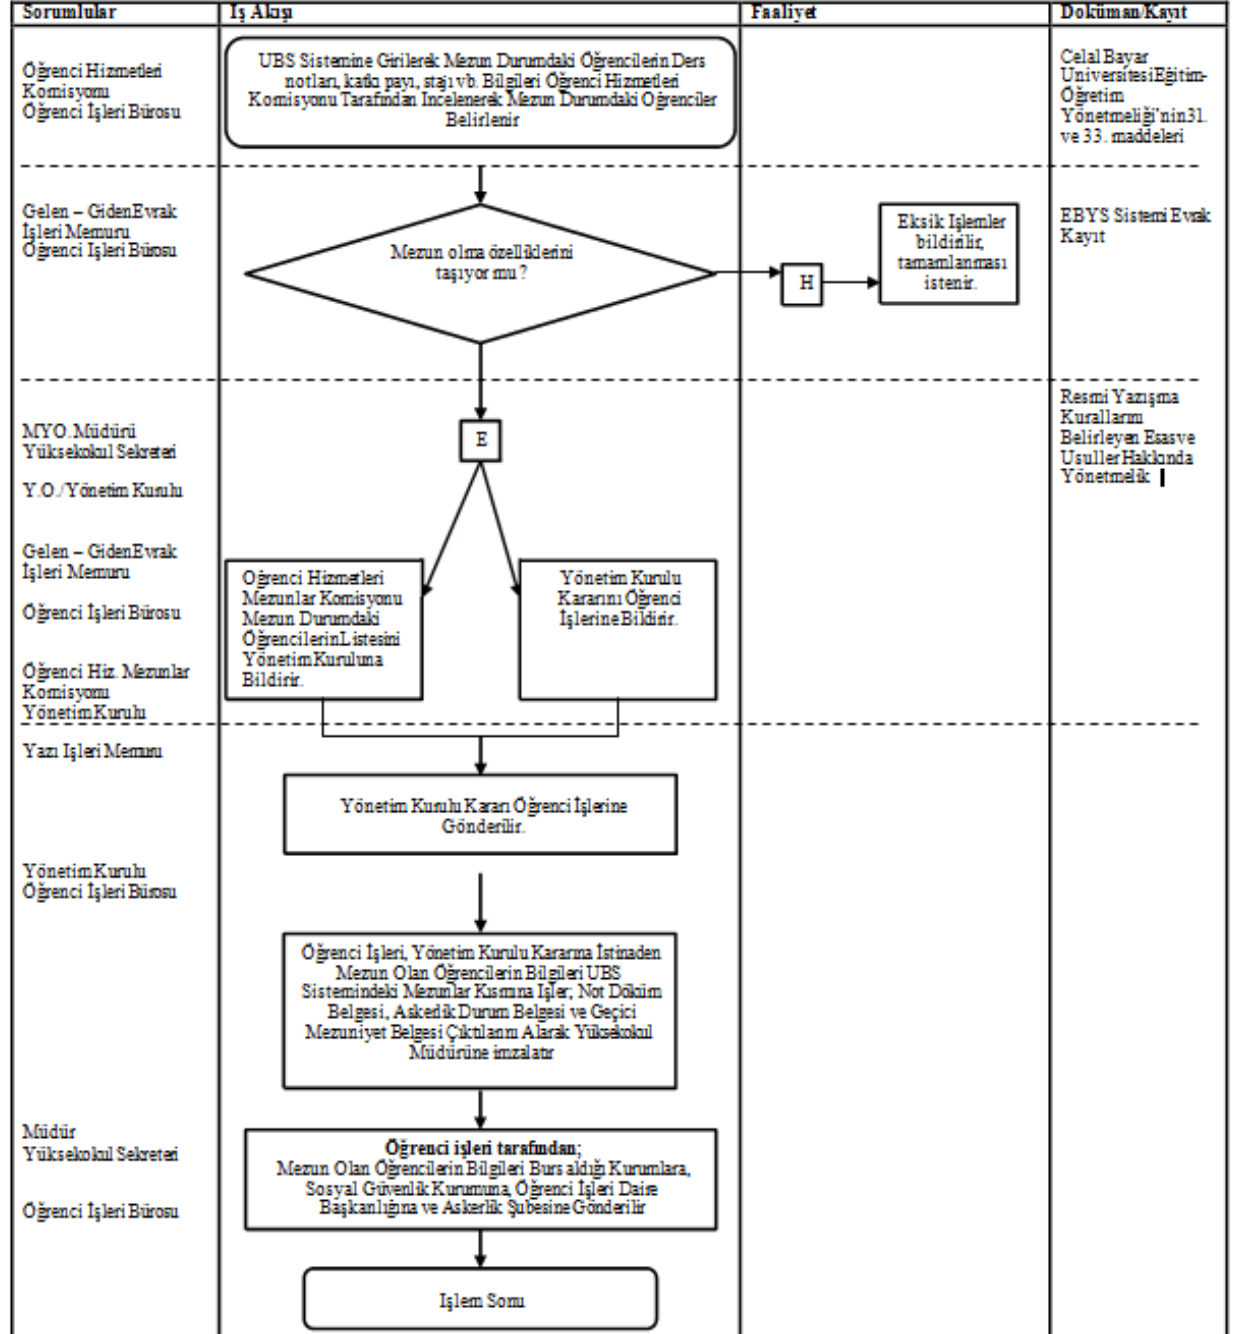 Sorumlular
İş Akışı
Faaliyet
Doküman/Kayıt
Öğrenci Hizmetleri
Komisyonu
Öğrenci İşleri Bürosu
UBS Sistemine Girilerek Mezun Durumdaki Öğrencilerin Ders
notları, katkı payı, stajı vb. Bilgileri Öğrenci Hizmetleri
Komisyonu Tarafından Incelenerek Mezun Durumdaki Öğrenciler
Belirlenir
Celal Bayar
Universitesi Eğitim-
Öğretim
Yönetmeliği'nin 31.
ve 33. maddeleri
Gelen – Giden Evrak
İşleri Memuru
Öğrenci İşleri Bürosu
Mezun olma özelliklerini
taşıyor mu ?
H
Eksik Işlemler
bildirilir,
tamamlanması
istenir.
EBYS Sistemi Evrak
Kayıt
MYO. Müdürü
Yüksekokul Sekreteri
Y.O./Yönetim Kurulu
E
Resmi Yazışma
Kurallarını
Belirleyen Esas ve
Usuller Hakkında
Yönetmelik
Gelen – Giden Evrak
İşleri Memuru
Öğrenci İşleri Bürosu
Öğrenci Hiz. Mezunlar
Komisyonu
Yönetim Kurulu
Öğrenci Hizmetleri
Mezunlar Komisyonu
Mezun Durumdaki
Öğrencilerin Listesini
Yönetim Kuruluna
Bildirir.
Yönetim Kurulu
Kararını Öğrenci
İşlerine Bildirir.
Yazı Işleri Memuru
Yönetim Kurulu Kararı Öğrenci İşlerine
Gönderilir.
Yönetim Kurulu
Öğrenci İşleri Bürosu
Öğrenci İşleri, Yönetim Kurulu Kararına İstinaden
Mezun Olan Öğrencilerin Bilgileri UBS
Sistemindeki Mezunlar Kısmına Işler; Not Döküm
Belgesi, Askerlik Durum Belgesi ve Geçici
Mezuniyet Belgesi Çıktılarını Alarak Yüksekokul
Müdürüne imzalatır
Müdür
Yüksekokul Sekreteri
Öğrenci İşleri Bürosu
Öğrenci işleri tarafından;
Mezun Olan Öğrencilerin Bilgileri Burs aldığı Kurumlara,
Sosyal Güvenlik Kurumuna, Öğrenci İşleri Daire
Başkanlığına ve Askerlik Şubesine Gönderilir
Işlem Sonu